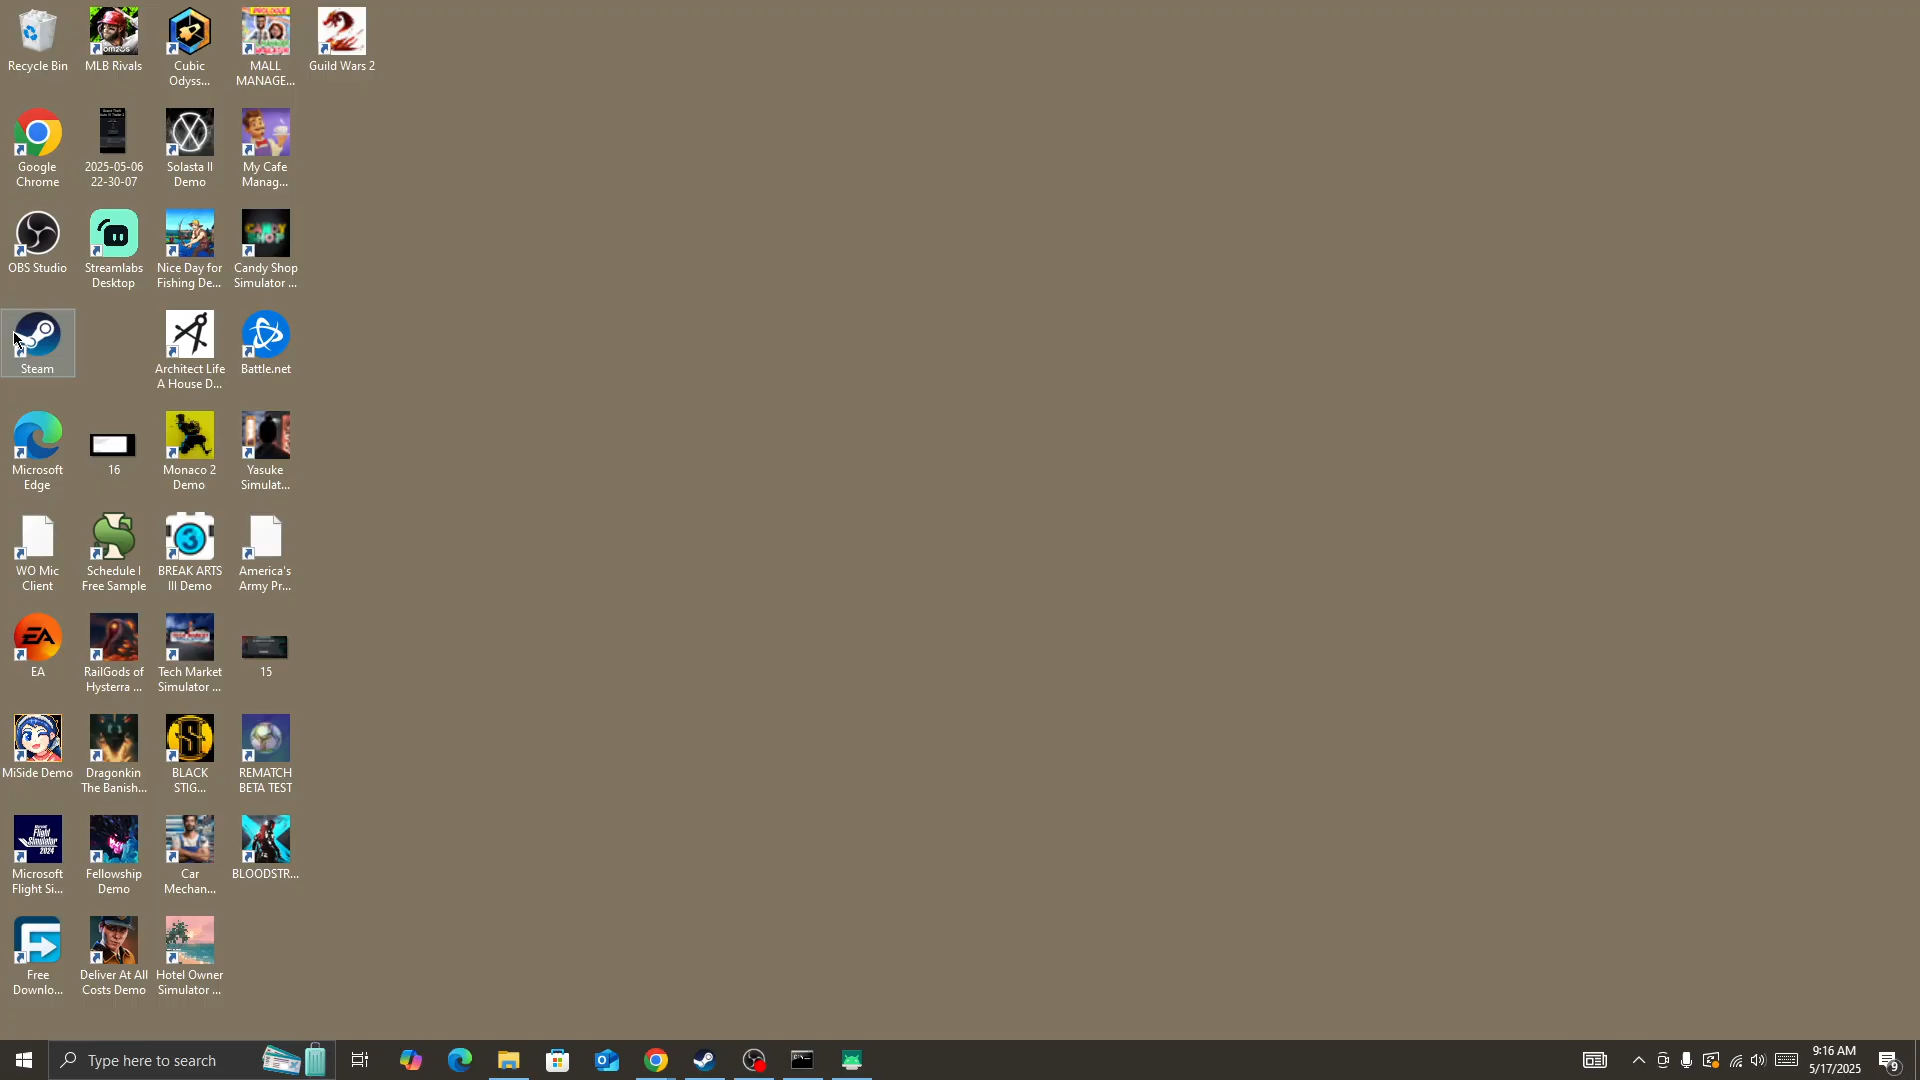 Recycle Bin
MLB Rivals
Cubic
Odyss...
MALL
MANAGE...
Guild Wars 2
Google
Chrome
2025-05-06
22-30-07
Solasta II
Demo
My Cafe
Manag...
OBS Studio
Streamlabs
Desktop
Nice Day for
Fishing De...
CANDY
SHOP
Candy Shop
Simulator ...
Steam
Architect Life
A House D...
Battle.net
Microsoft
Edge
16
Monaco 2
Demo
Yasuke
Simulat...
WO Mic
Client
Schedule I
Free Sample
3
BREAK ARTS
III Demo
America's
Army Pr...
EA
EA
RailGods of
Hysterra ...
Tech Market
Simulator ...
15
MiSide Demo
Dragonkin
The Banish...
BLACK
STIG...
REMATCH
BETA TEST
Microsoft
Flight Si...
Fellowship
Demo
Car
Mechan...
BLOODSTR...
Free
Downlo...
Deliver At All
Costs Demo
Hotel Owner
Simulator ...
Type here to search
9:16 AM
5/17/2025
9